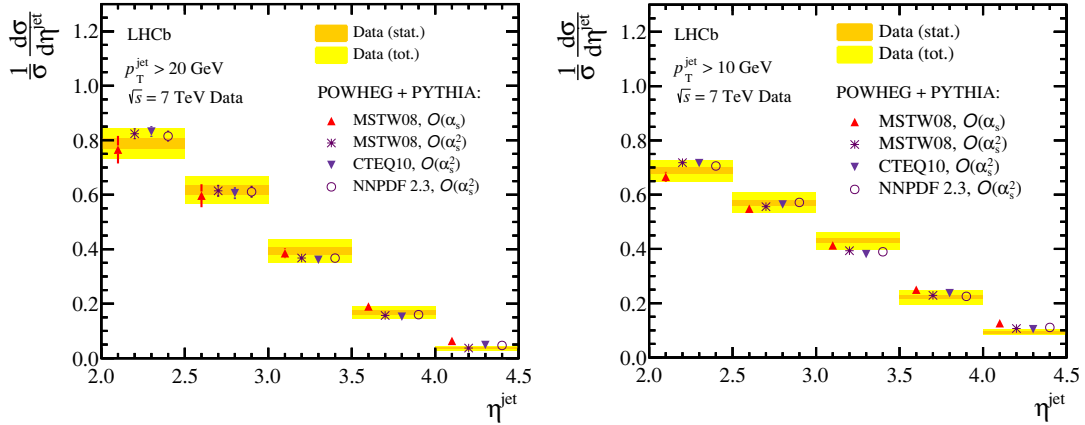 1/σ dσ/dη^jet
LHCb
p_T^jet > 20 GeV
√s = 7 TeV Data
Data (stat.)
Data (tot.)
POWHEG + PYTHIA:
MSTW08, O(α_s)
MSTW08, O(α_s^2)
CTEQ10, O(α_s^2)
NNPDF 2.3, O(α_s^2)
1.2
1.0
0.8
0.6
0.4
0.2
0.0
2.0 2.5 3.0 3.5 4.0 4.5
η^jet
1/σ dσ/dη^jet
LHCb
p_T^jet > 10 GeV
√s = 7 TeV Data
Data (stat.)
Data (tot.)
POWHEG + PYTHIA:
MSTW08, O(α_s)
MSTW08, O(α_s^2)
CTEQ10, O(α_s^2)
NNPDF 2.3, O(α_s^2)
1.2
1.0
0.8
0.6
0.4
0.2
0.0
2.0 2.5 3.0 3.5 4.0 4.5
η^jet